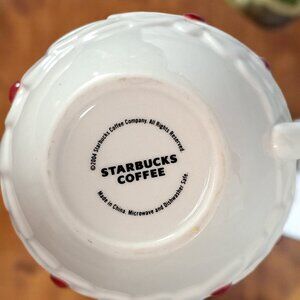 ©2004 Starbucks Coffee Company. All Rights Reserved.
STARBUCKS
COFFEE
Made in China. Microwave and Dishwasher Safe.